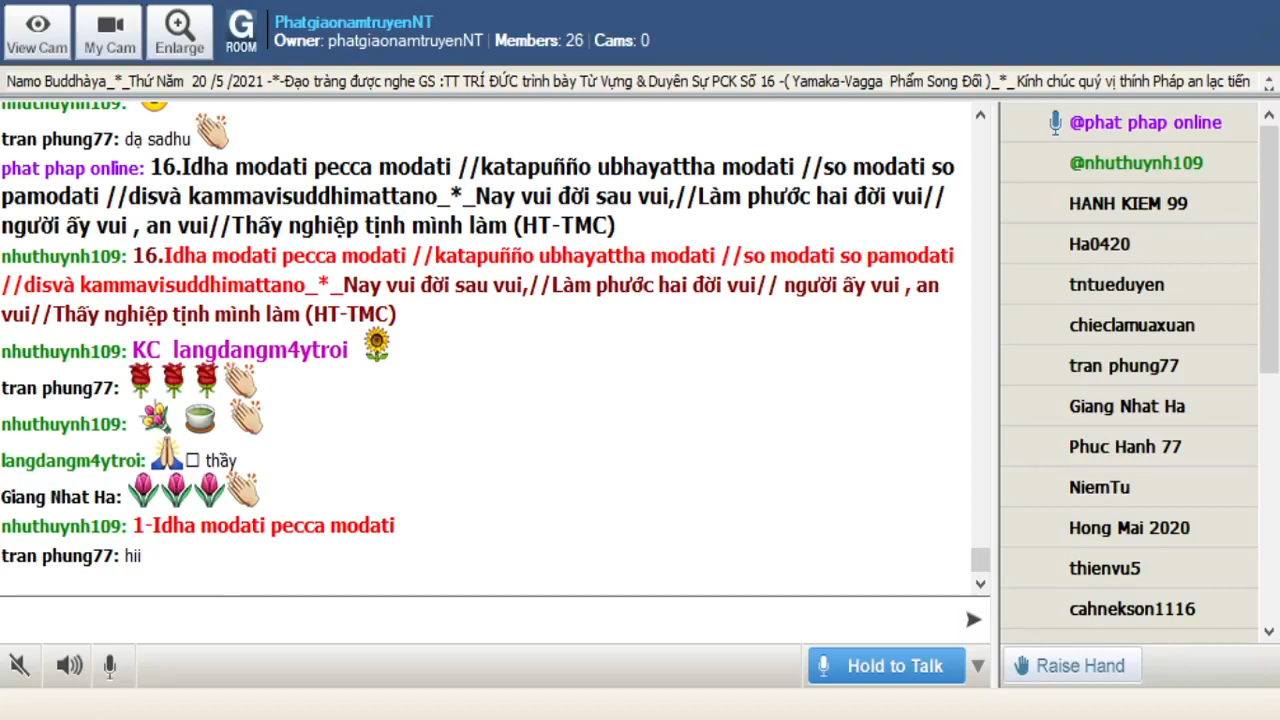 View Cam
My Cam
Enlarge
G
ROOM
PhatgiaonamtruyenNT
Owner: phatgiaonamtruyenNT | Members: 26 | Cams: 0
Namo Buddhàya_*_Thứ Năm 20 /5 /2021 -*-Đạo tràng được nghe GS :TT TRÍ ĐỨC trình bày Từ Vựng & Duyên Sự PCK Số 16 -( Yamaka-Vagga Phẩm Song Đối )_*_ Kính chúc quý vị thính Pháp an lạc tiến
nhuthuynh109:
tran phung77: dạ sadhu
phat phap online: 16.Idha modati pecca modati //katapuñño ubhayattha modati //so modati so
pamodati //disvà kammavisuddhimattano_*_Nay vui đời sau vui,//Làm phước hai đời vui//
người ấy vui , an vui//Thấy nghiệp tịnh mình làm (HT-TMC)
nhuthuynh109: 16.Idha modati pecca modati //katapuñño ubhayattha modati //so modati so pamodati
//disvà kammavisuddhimattano_*_Nay vui đời sau vui,//Làm phước hai đời vui// người ấy vui , an
vui//Thấy nghiệp tịnh mình làm (HT-TMC)
nhuthuynh109: KC langdangm4ytroi
tran phung77:
nhuthuynh109:
langdangm4ytroi: thầy
Giang Nhat Ha:
nhuthuynh109: 1-Idha modati pecca modati
tran phung77: hii
Hold to Talk
@phat phap online
@nhuthuynh109
HANH KIEM 99
Ha0420
tntueduyen
chieclamuaxuan
tran phung77
Giang Nhat Ha
Phuc Hanh 77
NiemTu
Hong Mai 2020
thienvu5
cahnekson1116
Raise Hand